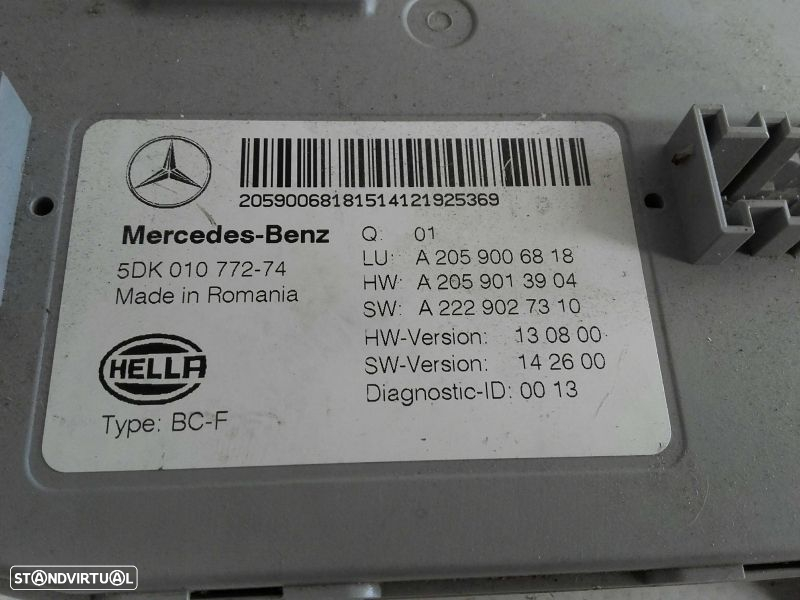 20590068181514121925369
Mercedes-Benz
5DK 010 772-74
Made in Romania
HELLA
Type: BC-F
Q: 01
LU: A 205 900 68 18
HW: A 205 901 39 04
SW: A 222 902 73 10
HW-Version: 13 08 00
SW-Version: 14 26 00
Diagnostic-ID: 00 13
STANDVIRTUAL